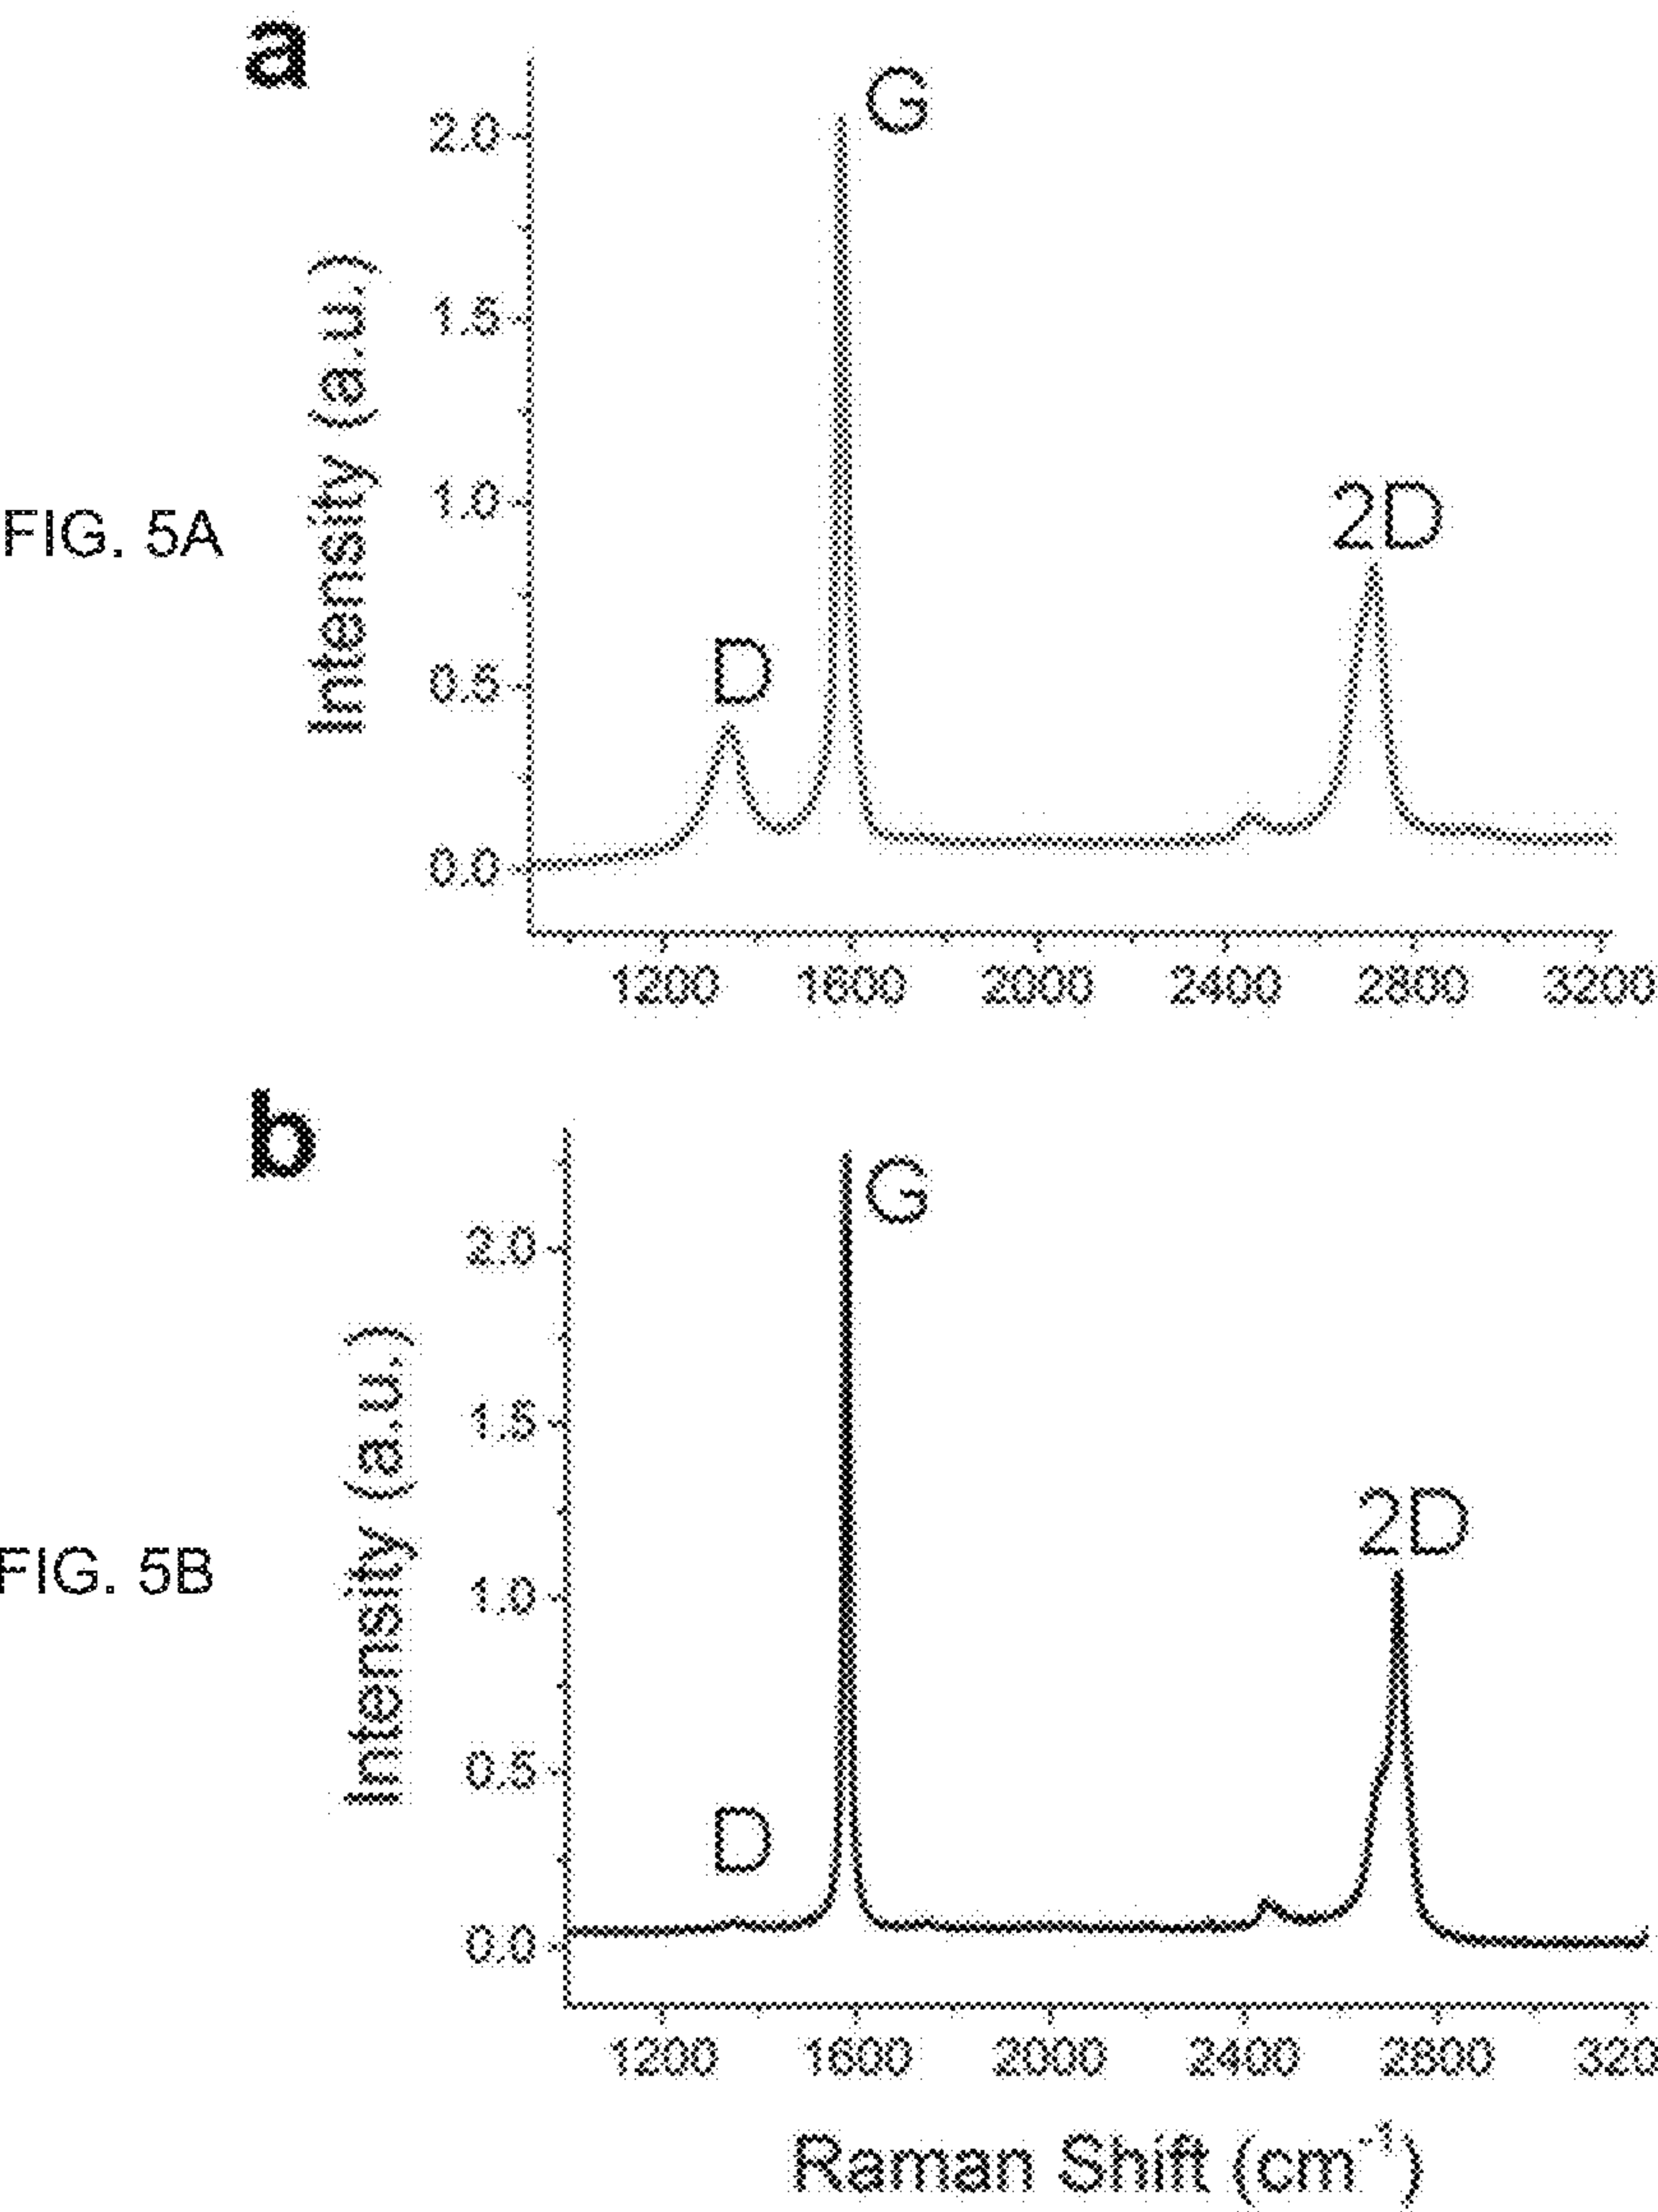 a
G
2.0
1.5
Intensity (a.u.)
FIG. 5A
1.0
2D
D
0.5
0.0
1200 1600 2000 2400 2800 3200
b
G
2.0
1.5
Intensity (a.u.)
2D
FIG. 5B
1.0
0.5
D
0.0
1200 1600 2000 2400 2800 320
Raman Shift (cm⁻¹)